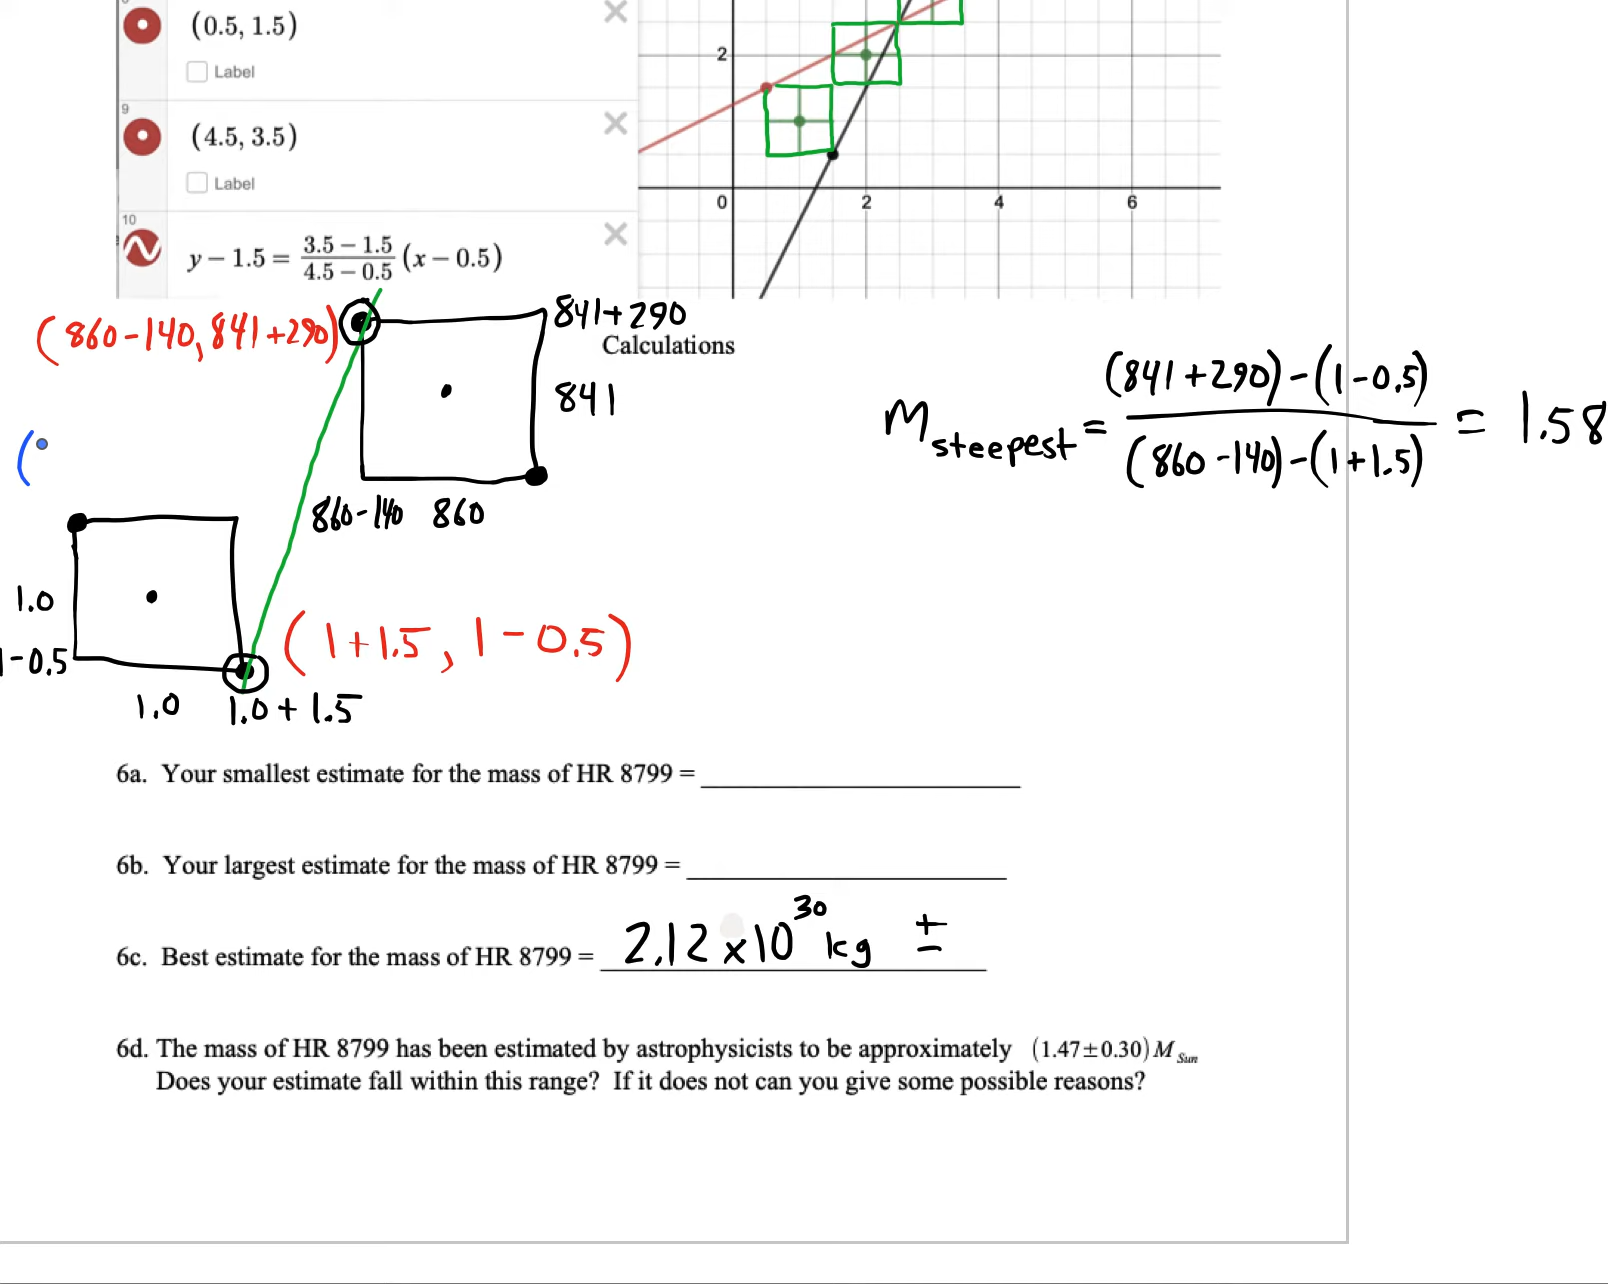 (0.5, 1.5)
Label
2
9
(4.5, 3.5)
Label
0 2 4 6
10
y − 1.5 = 3.5 − 1.5 / 4.5 − 0.5 (x − 0.5)
(860-140, 841+290)
841+290
Calculations
841
M steepest = (841+290)-(1-0.5) / (860-140)-(1+1.5) = 1.58
(
860-140 860
1.0
(1+1.5, 1-0.5)
1-0.5
1.0 1.0+1.5
6a. Your smallest estimate for the mass of HR 8799 =
6b. Your largest estimate for the mass of HR 8799 =
6c. Best estimate for the mass of HR 8799 = 2.12 x10^30 kg ±
6d. The mass of HR 8799 has been estimated by astrophysicists to be approximately (1.47±0.30) M Sun
Does your estimate fall within this range? If it does not can you give some possible reasons?